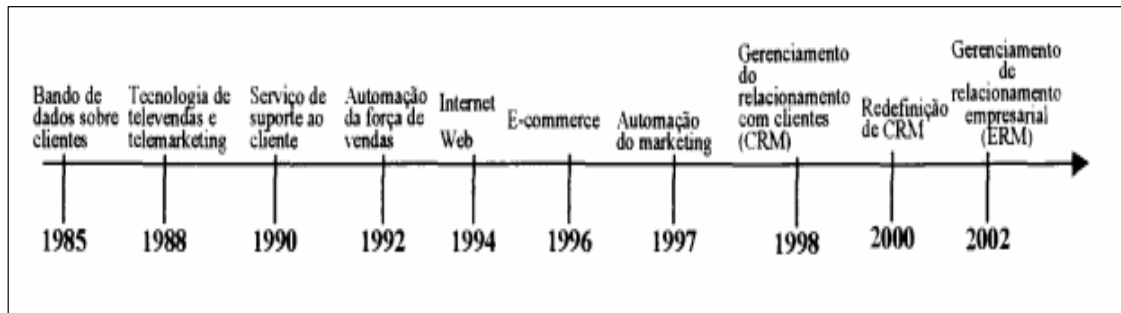 Bando de
dados sobre
clientes
Tecnologia de
televendas e
telemarketing
Serviço de
suporte ao
cliente
Automação
da força de
vendas
Internet
Web
E-commerce
Automação
do marketing
Gerenciamento
do
relacionamento
com clientes
(CRM)
Redefinição
de CRM
Gerenciamento
de
relacionamento
empresarial
(ERM)
1985
1988
1990
1992
1994
1996
1997
1998
2000
2002